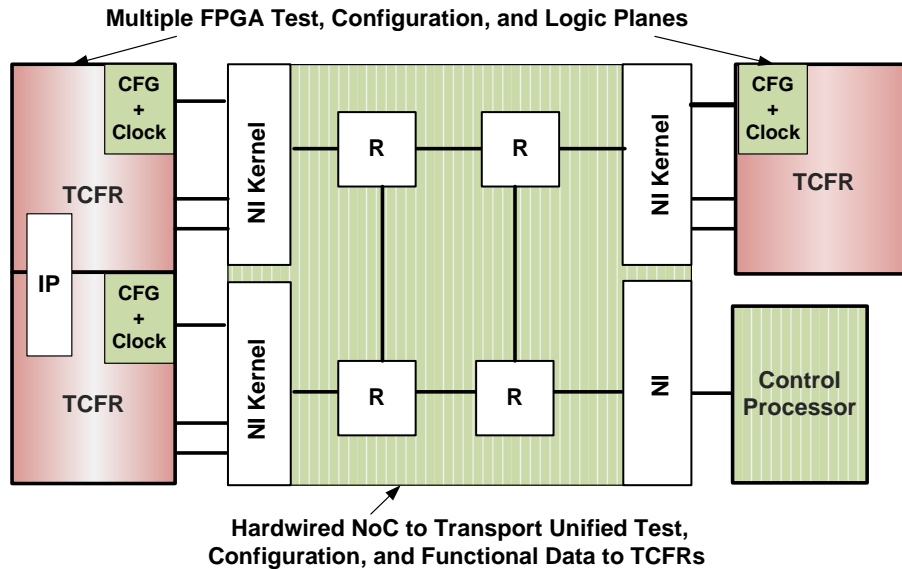 Multiple FPGA Test, Configuration, and Logic Planes
CFG
+
Clock
TCFR
IP
CFG
+
Clock
TCFR
NI Kernel
NI Kernel
R
R
R
R
NI Kernel
NI
CFG
+
Clock
TCFR
Control
Processor
Hardwired NoC to Transport Unified Test,
Configuration, and Functional Data to TCFRs